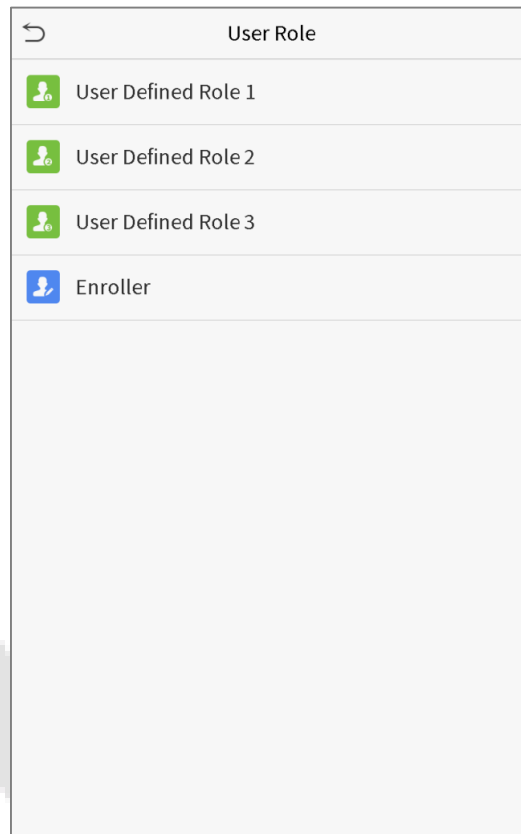 User Role
User Defined Role 1
User Defined Role 2
User Defined Role 3
Enroller